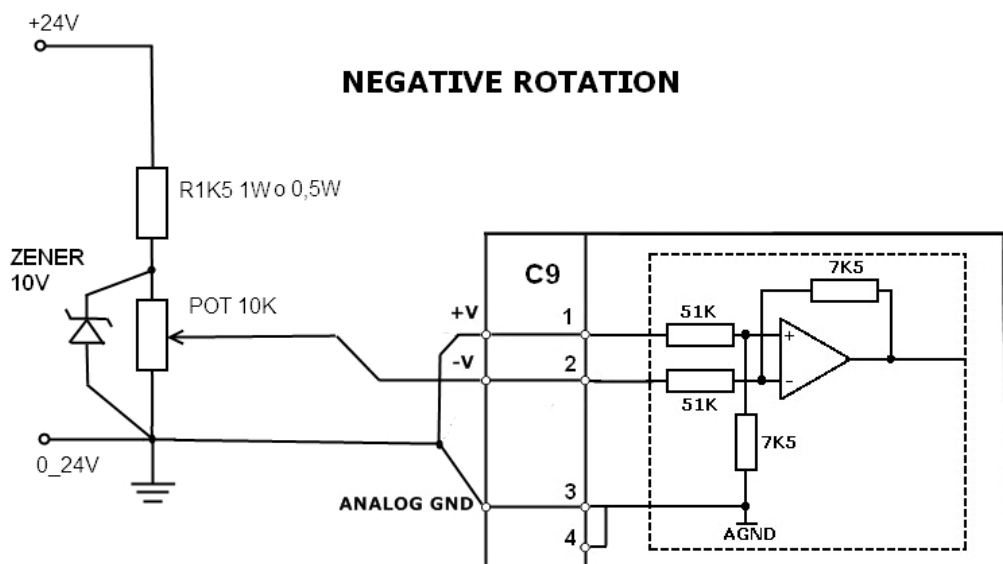 +24V
NEGATIVE ROTATION
R1K5 1W o 0,5W
ZENER
10V
POT 10K
C9
7K5
+V
1
51K
+
-V
2
-
51K
7K5
0_24V
ANALOG GND
3
AGND
4